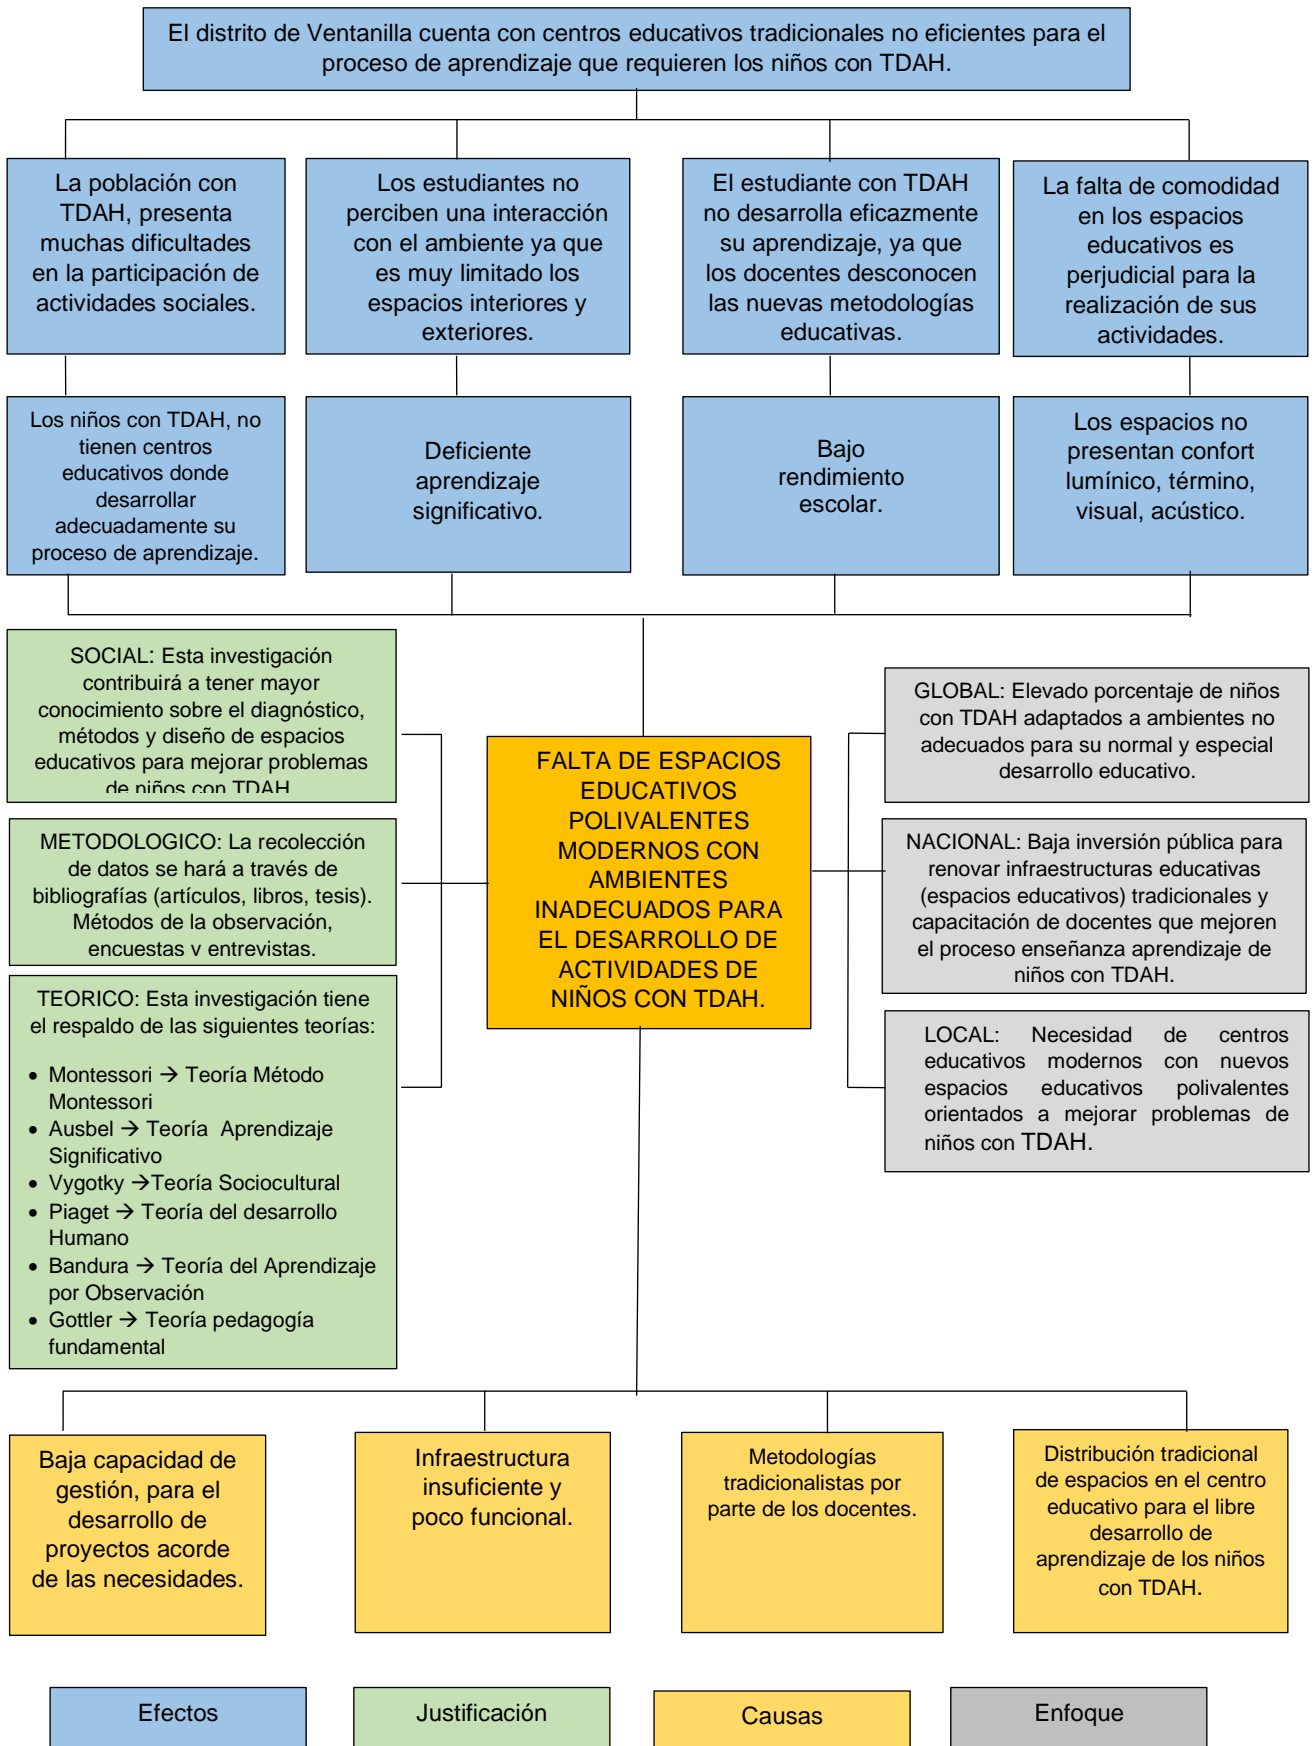 El distrito de Ventanilla cuenta con centros educativos tradicionales no eficientes para el
proceso de aprendizaje que requieren los niños con TDAH.
La población con
TDAH, presenta
muchas dificultades
en la participación de
actividades sociales.
Los estudiantes no
perciben una interacción
con el ambiente ya que
es muy limitado los
espacios interiores y
exteriores.
El estudiante con TDAH
no desarrolla eficazmente
su aprendizaje, ya que
los docentes desconocen
las nuevas metodologías
educativas.
La falta de comodidad
en los espacios
educativos es
perjudicial para la
realización de sus
actividades.
Los niños con TDAH, no
tienen centros
educativos donde
desarrollar
adecuadamente su
proceso de aprendizaje.
Deficiente
aprendizaje
significativo.
Bajo
rendimiento
escolar.
Los espacios no
presentan confort
lumínico, término,
visual, acústico.
SOCIAL: Esta investigación
contribuirá a tener mayor
conocimiento sobre el diagnóstico,
métodos y diseño de espacios
educativos para mejorar problemas
de niños con TDAH
METODOLOGICO: La recolección
de datos se hará a través de
bibliografías (artículos, libros, tesis).
Métodos de la observación,
encuestas y entrevistas.
TEORICO: Esta investigación tiene
el respaldo de las siguientes teorías:
• Montessori → Teoría Método
Montessori
• Ausbel → Teoría Aprendizaje
Significativo
• Vygotky →Teoría Sociocultural
• Piaget → Teoría del desarrollo
Humano
• Bandura → Teoría del Aprendizaje
por Observación
• Gottler → Teoría pedagogía
fundamental
FALTA DE ESPACIOS
EDUCATIVOS
POLIVALENTES
MODERNOS CON
AMBIENTES
INADECUADOS PARA
EL DESARROLLO DE
ACTIVIDADES DE
NIÑOS CON TDAH.
GLOBAL: Elevado porcentaje de niños
con TDAH adaptados a ambientes no
adecuados para su normal y especial
desarrollo educativo.
NACIONAL: Baja inversión pública para
renovar infraestructuras educativas
(espacios educativos) tradicionales y
capacitación de docentes que mejoren
el proceso enseñanza aprendizaje de
niños con TDAH.
LOCAL: Necesidad de centros
educativos modernos con nuevos
espacios educativos polivalentes
orientados a mejorar problemas de
niños con TDAH.
Baja capacidad de
gestión, para el
desarrollo de
proyectos acorde
de las necesidades.
Infraestructura
insuficiente y
poco funcional.
Metodologías
tradicionalistas por
parte de los docentes.
Distribución tradicional
de espacios en el centro
educativo para el libre
desarrollo de
aprendizaje de los niños
con TDAH.
Efectos
Justificación
Causas
Enfoque